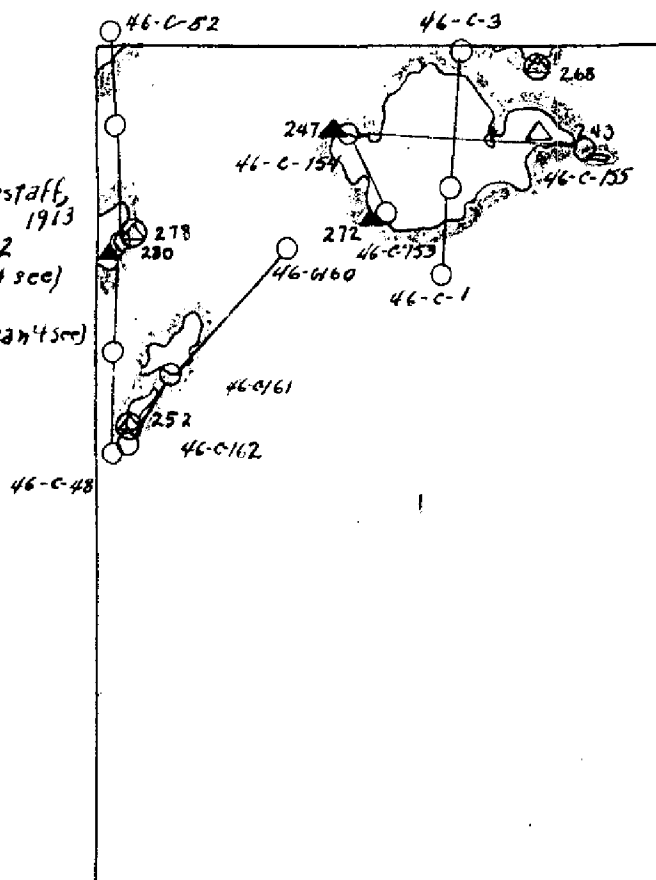 46-C-52
46-C-3
268
247
243
46-C-154
46-C-155
staff,
1913
278
280
2
see)
272
46-C-153
46-C-160
46-C-1
an't see)
46-C-161
252
46-C-162
46-C-48